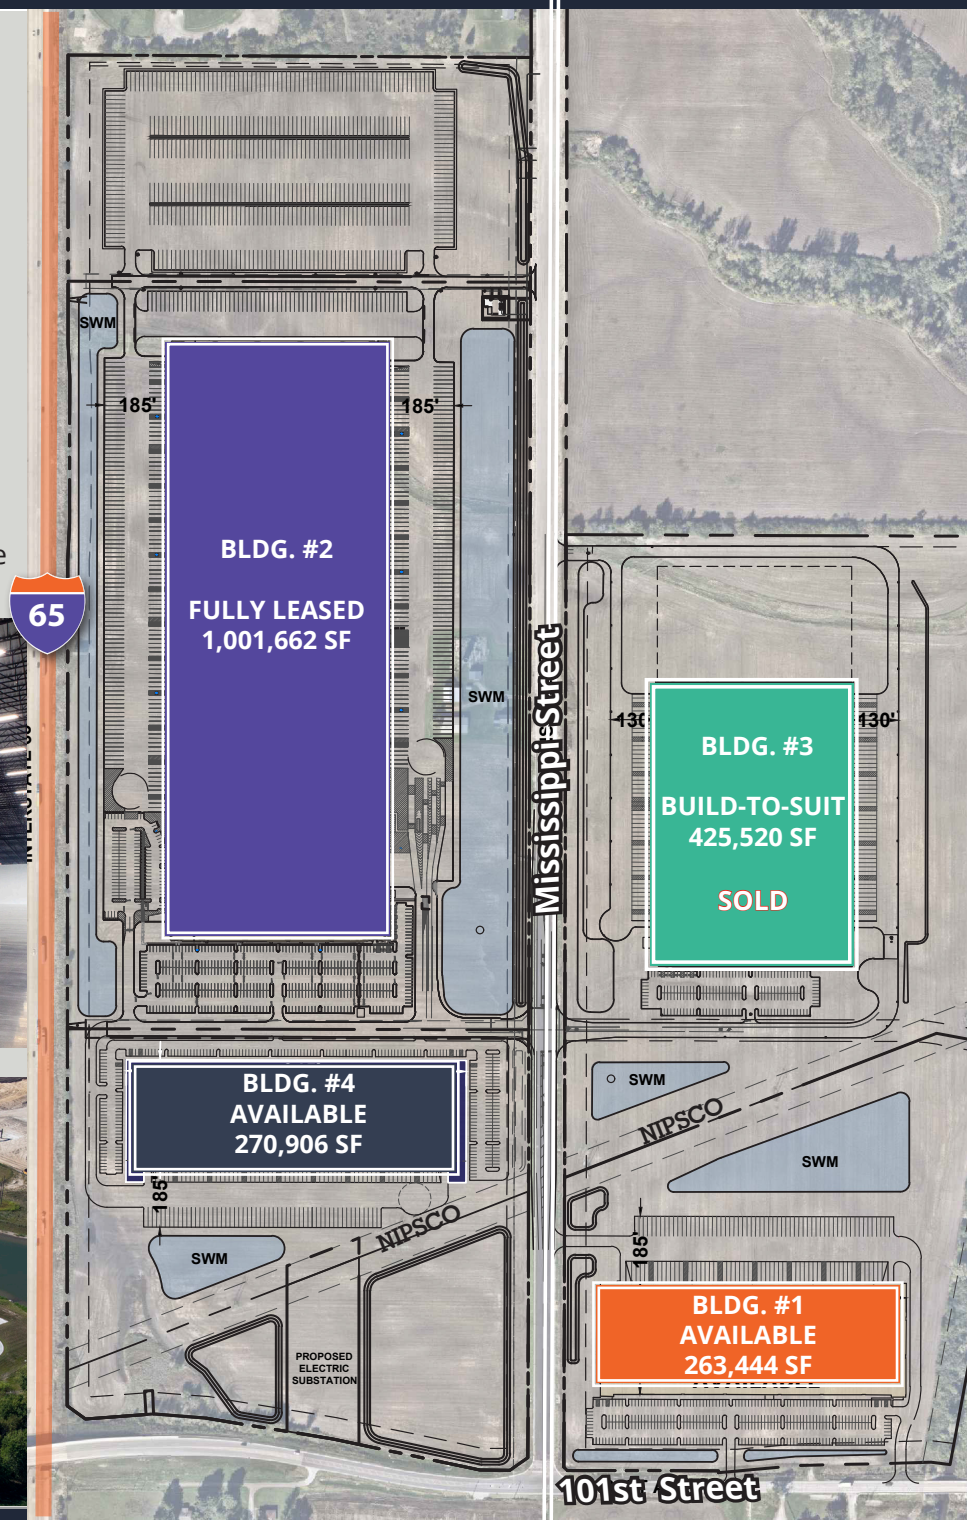 SWM
185'
185'
BLDG. #2
FULLY LEASED
1,001,662 SF
e
65
SWM
Mississippi Street
130'
BLDG. #3
BUILD-TO-SUIT
425,520 SF
SOLD
BLDG. #4
AVAILABLE
270,906 SF
185'
NIPSCO
SWM
PROPOSED
ELECTRIC
SUBSTATION
SWM
NIPSCO
SWM
185'
BLDG. #1
AVAILABLE
263,444 SF
101st Street